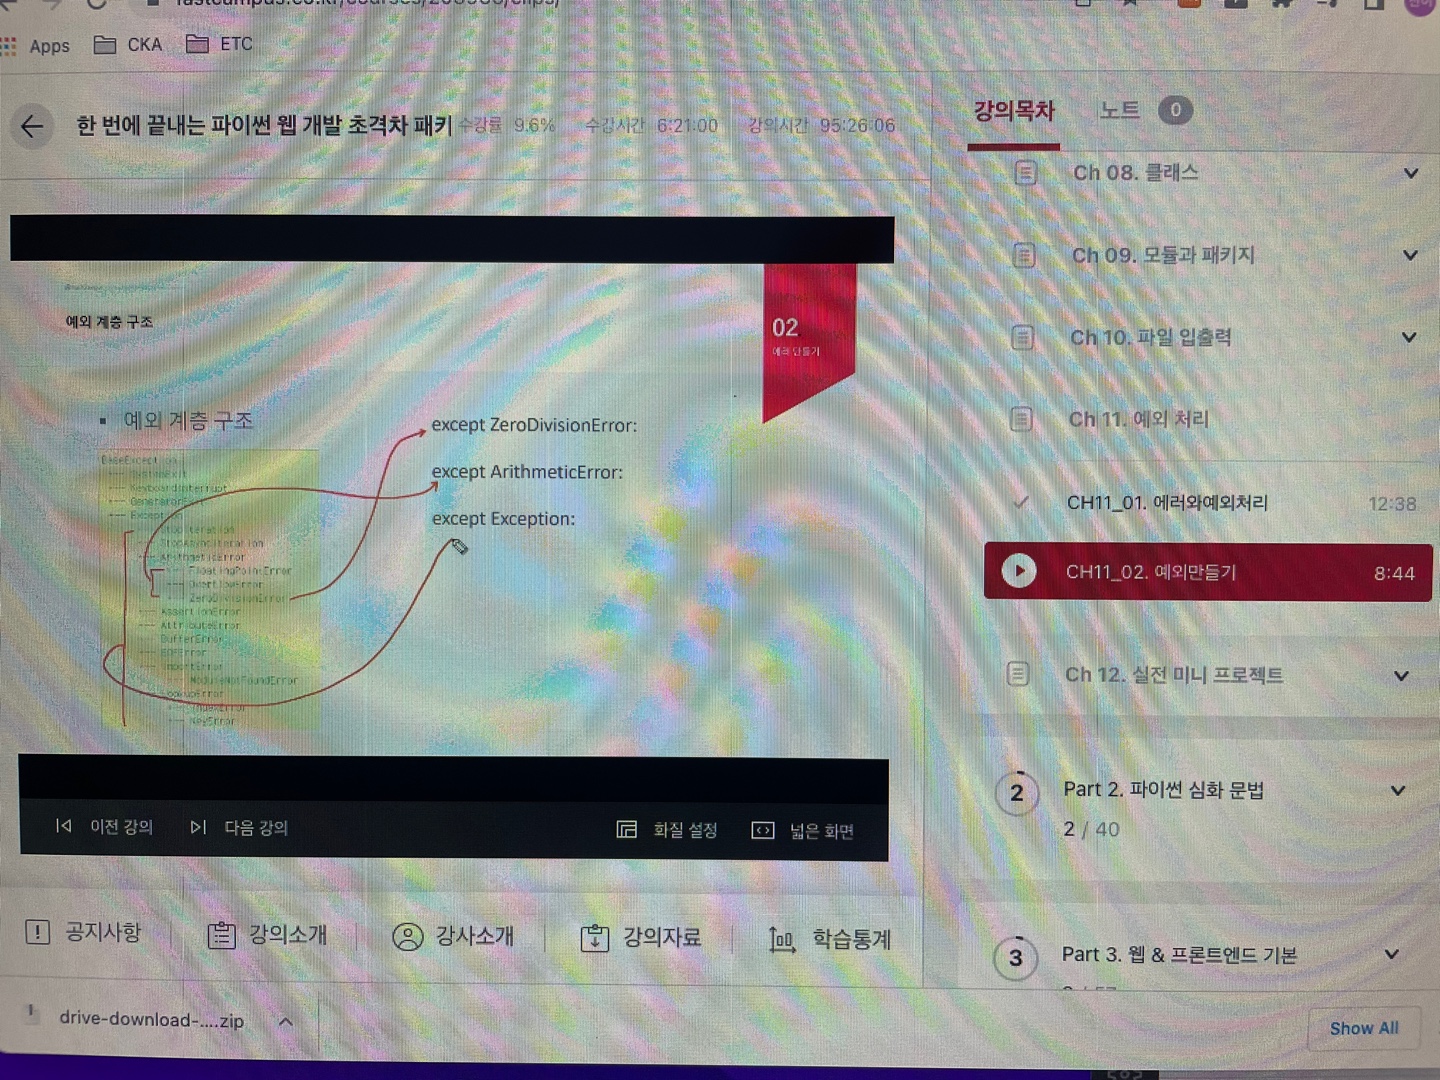 Apps
CKA
ETC
한 번에 끝내는 파이썬 웹 개발 초격차 패키
수강률 9.6%
수강시간 6:21:00
강의시간 95:26:06
강의목차
노트 0
Ch 08. 클래스
Ch 09. 모듈과 패키지
Ch 10. 파일 입출력
Ch 11. 예외 처리
CH11_01. 에러와예외처리 12:38
CH11_02. 예외만들기 8:44
Ch 12. 실전 미니 프로젝트
2 Part 2. 파이썬 심화 문법
2 / 40
3 Part 3. 웹 & 프론트엔드 기본
예외 계층 구조
02
에러 만들기
▪ 예외 계층 구조
BaseException
KeyboardInterrupt
StopAsyncIteration
ArithmeticError
FloatingPointError
OverflowError
ZeroDivisionError
AssertionError
AttributeError
BufferError
EOFError
ImportError
ModuleNotFoundError
LookupError
IndexError
KeyError
except ZeroDivisionError:
except ArithmeticError:
except Exception:
이전 강의
다음 강의
화질 설정
넓은 화면
공지사항
강의소개
강사소개
강의자료
학습통계
drive-download-....zip
Show All